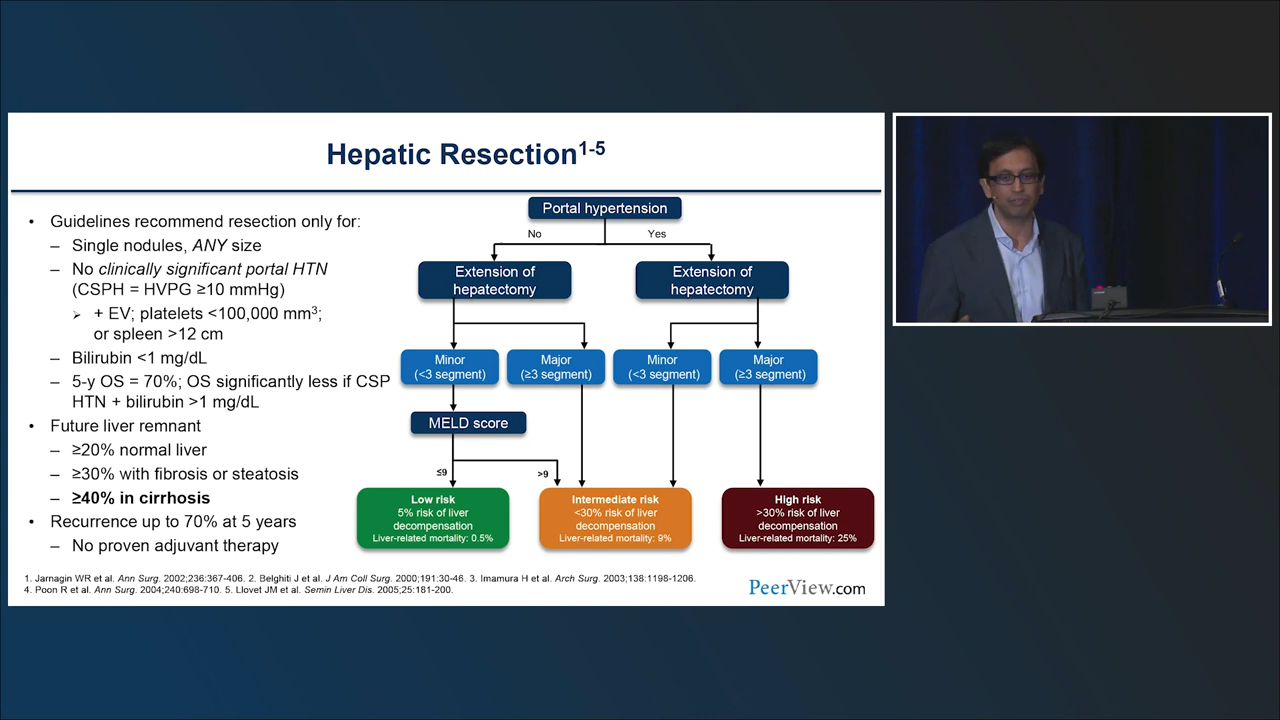 Hepatic Resection1-5
• Guidelines recommend resection only for:
– Single nodules, ANY size
– No clinically significant portal HTN
(CSPH = HVPG ≥10 mmHg)
➢ + EV; platelets <100,000 mm3;
or spleen >12 cm
– Bilirubin <1 mg/dL
– 5-y OS = 70%; OS significantly less if CSP
HTN + bilirubin >1 mg/dL
• Future liver remnant
– ≥20% normal liver
– ≥30% with fibrosis or steatosis
– ≥40% in cirrhosis
• Recurrence up to 70% at 5 years
– No proven adjuvant therapy
Portal hypertension
No
Yes
Extension of
hepatectomy
Extension of
hepatectomy
Minor
(<3 segment)
Major
(≥3 segment)
Minor
(<3 segment)
Major
(≥3 segment)
MELD score
≤9
>9
Low risk
5% risk of liver
decompensation
Liver-related mortality: 0.5%
Intermediate risk
<30% risk of liver
decompensation
Liver-related mortality: 9%
High risk
>30% risk of liver
decompensation
Liver-related mortality: 25%
1. Jarnagin WR et al. Ann Surg. 2002;236:367-406. 2. Belghiti J et al. J Am Coll Surg. 2000;191:30-46. 3. Imamura H et al. Arch Surg. 2003;138:1198-1206.
4. Poon R et al. Ann Surg. 2004;240:698-710. 5. Llovet JM et al. Semin Liver Dis. 2005;25:181-200.
PeerView.com